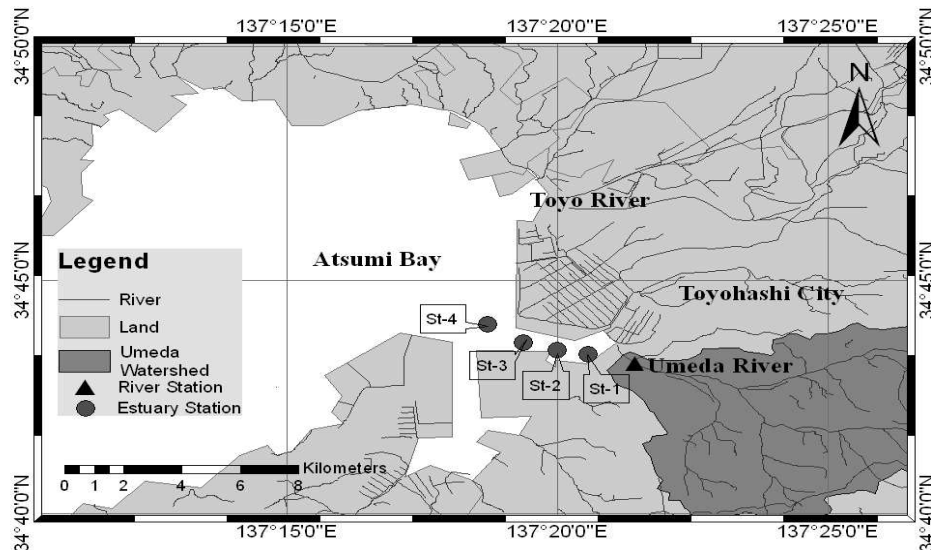 137°15'0"E 137°20'0"E 137°25'0"E
34°50'0"N 34°50'0"N
N
Toyo River
Atsumi Bay
34°45'0"N 34°45'0"N
Legend
River
Land
Umeda
Watershed
River Station
Estuary Station
Toyohashi City
St-4
St-3
St-2
St-1
Umeda River
Kilometers
0 1 2 4 6 8
34°40'0"N 34°40'0"N
137°15'0"E 137°20'0"E 137°25'0"E